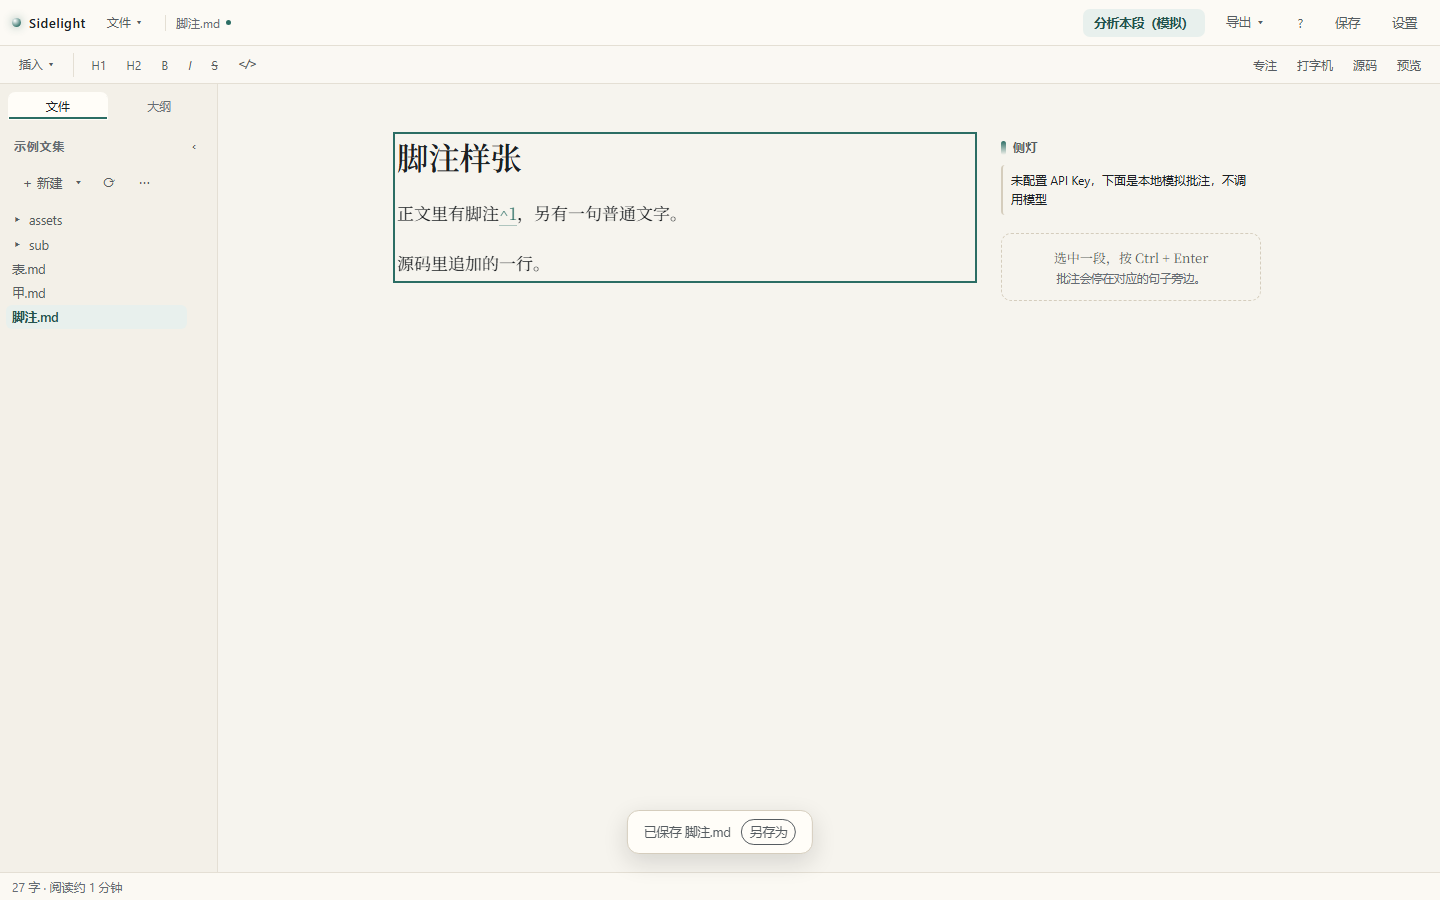 Sidelight 文件 脚注.md 分析本段（模拟） 导出 ? 保存 设置
插入 H1 H2 B I S </> 专注 打字机 源码 预览
文件 大纲
示例文集
+ 新建 ...
assets
sub
表.md
甲.md
脚注.md
脚注样张
正文里有脚注^1，另有一句普通文字。
源码里追加的一行。
侧灯
未配置 API Key，下面是本地模拟批注，不调
用模型
选中一段，按 Ctrl + Enter
批注会停在对应的句子旁边。
已保存 脚注.md 另存为
27 字 · 阅读约 1 分钟